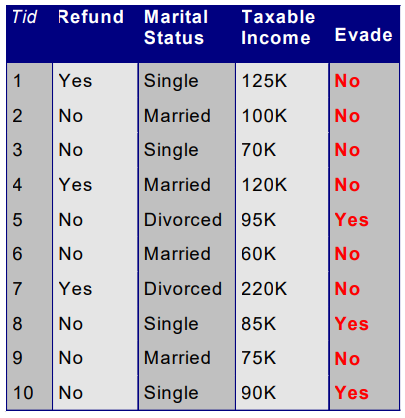 Tid Refund Marital Status Taxable Income Evade
1 Yes Single 125K No
2 No Married 100K No
3 No Single 70K No
4 Yes Married 120K No
5 No Divorced 95K Yes
6 No Married 60K No
7 Yes Divorced 220K No
8 No Single 85K Yes
9 No Married 75K No
10 No Single 90K Yes